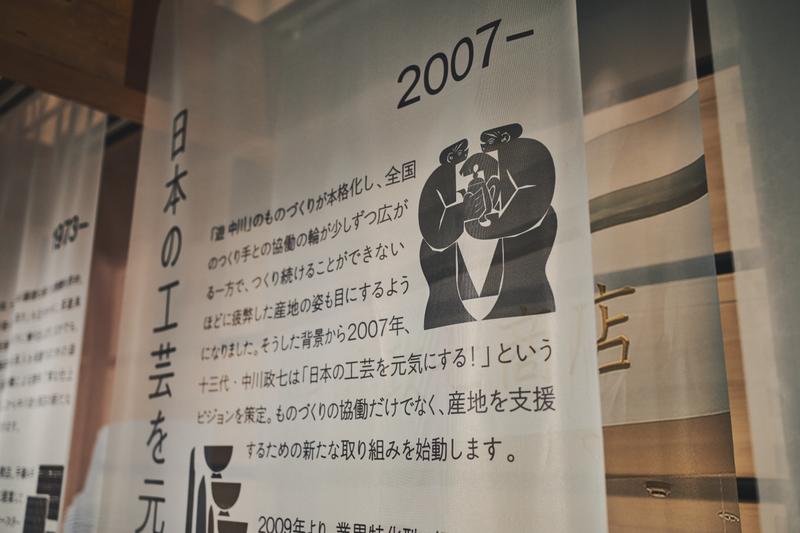 2007–
日本の工芸を元
「遊 中川」のものづくりが本格化し、全国
のつくり手との協働の輪が少しずつ広が
る一方で、つくり続けることができない
ほどに疲弊した産地の姿も目にするよう
になりました。そうした背景から2007年、
十三代・中川政七は「日本の工芸を元気にする！」という
ビジョンを策定。ものづくりの協働だけでなく、産地を支援
するための新たな取り組みを始動します。
2009年より、業界特化型
1973–
店